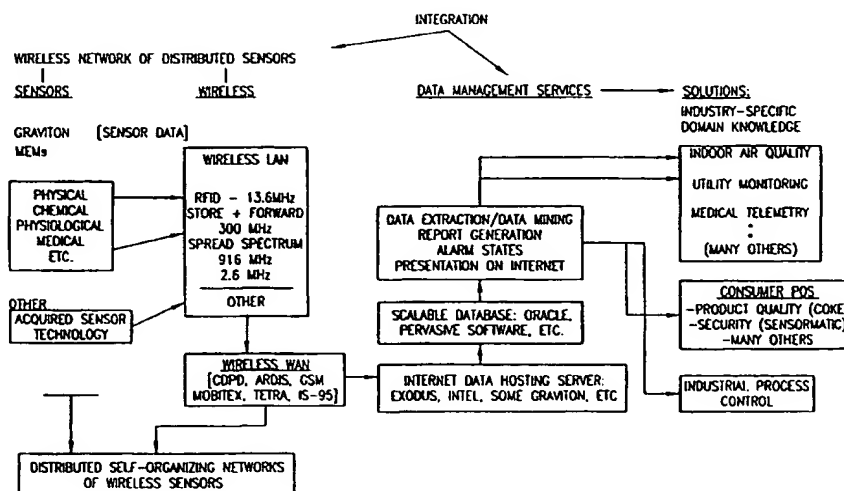 INTEGRATION
WIRELESS NETWORK OF DISTRIBUTED SENSORS
SENSORS
WIRELESS
DATA MANAGEMENT SERVICES
SOLUTIONS:
INDUSTRY-SPECIFIC
DOMAIN KNOWLEDGE
GRAVITON
MEMs
[SENSOR DATA]
PHYSICAL
CHEMICAL
PHYSIOLOGICAL
MEDICAL
ETC.
OTHER
ACQUIRED SENSOR
TECHNOLOGY
WIRELESS LAN
RFID - 13.6MHz
STORE + FORWARD
300 MHz
SPREAD SPECTRUM
916 MHz
2.6 MHz
OTHER
WIRELESS WAN
[CDPD, ARDIS, GSM
MOBITEX, TETRA, IS-95]
DISTRIBUTED SELF-ORGANIZING NETWORKS
OF WIRELESS SENSORS
DATA EXTRACTION/DATA MINING
REPORT GENERATION
ALARM STATES
PRESENTATION ON INTERNET
SCALABLE DATABASE: ORACLE,
PERVASIVE SOFTWARE, ETC.
INTERNET DATA HOSTING SERVER:
EXODUS, INTEL, SOME GRAVITON, ETC
INDOOR AIR QUALITY
UTILITY MONITORING
MEDICAL TELEMETRY
:
(MANY OTHERS)
CONSUMER POS
-PRODUCT QUALITY (COKE)
-SECURITY (SENSORMATIC)
-MANY OTHERS
INDUSTRIAL PROCESS
CONTROL